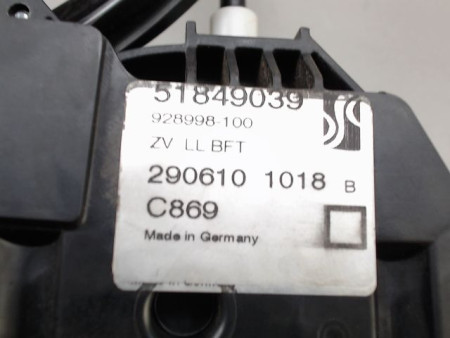 51849039
928998-100
ZV LL BFT
290610 1018 B
C869
Made in Germany